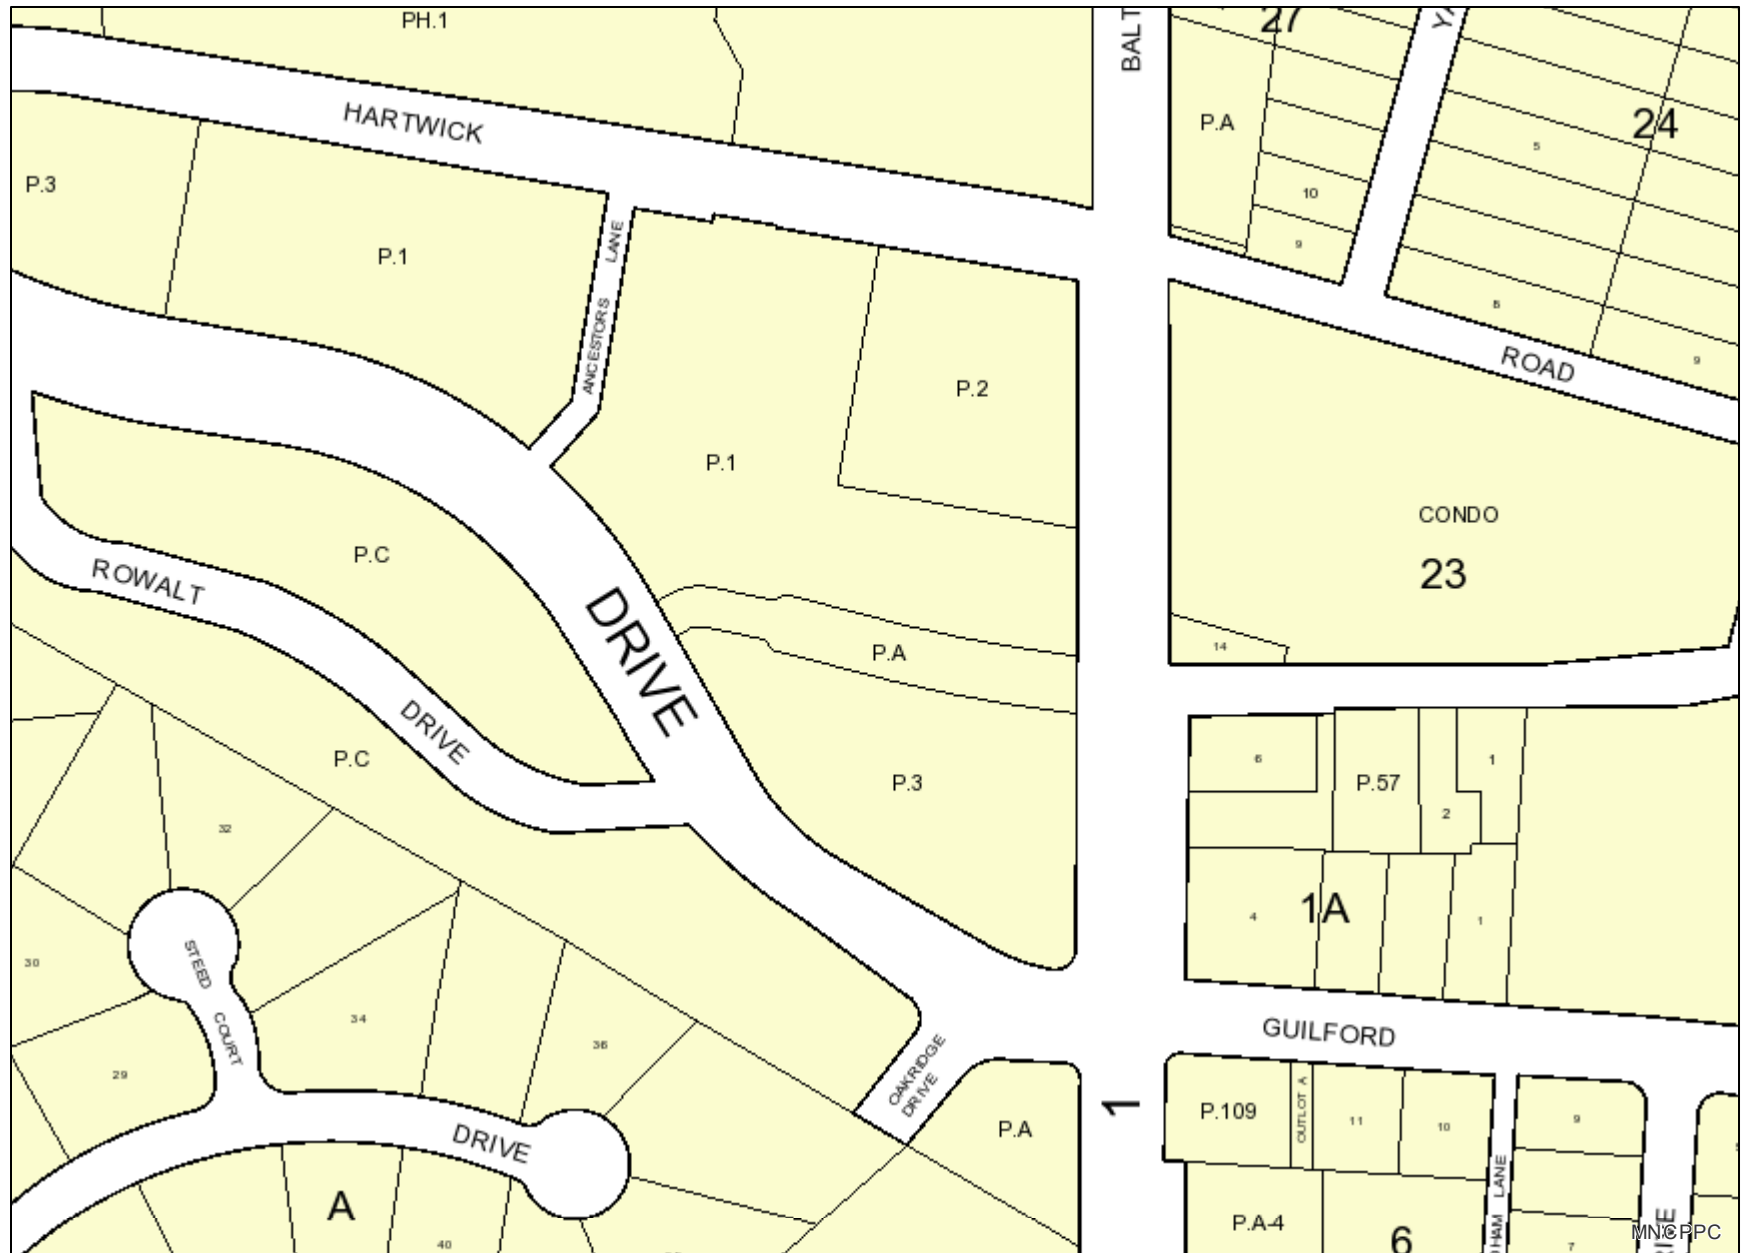 PH.1
27
BALT
HARTWICK
P.A
24
5
P.3
10
LANE
9
P.1
8
ANCESTORS
ROAD
9
P.2
P.1
CONDO
P.C
23
ROWALT
DRIVE
14
P.A
DRIVE
P.C
6
1
P.57
P.3
2
32
1A
4
1
30
STEED
34
COURT
36
GUILFORD
OAKRIDGE
DRIVE
29
1
P.109
OUTLOT A
11
10
9
P.A
DRIVE
LANE
A
P.A-4
6
HAM
MNCPPC
40
7